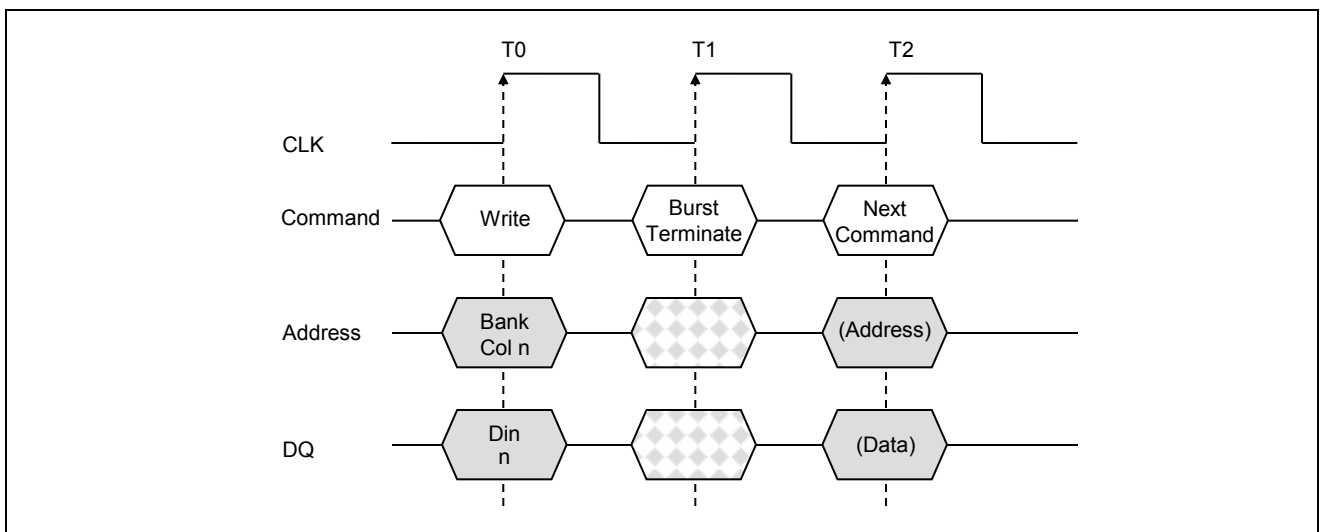 T0 T1 T2
CLK
Command Write Burst Terminate Next Command
Address Bank Col n (Address)
DQ Din n (Data)